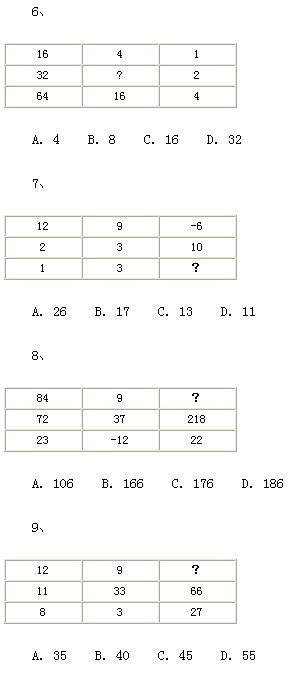 6、
16 4 1
32 ? 2
64 16 4
A. 4 B. 8 C. 16 D. 32
7、
12 9 -6
2 3 10
1 3 ?
A. 26 B. 17 C. 13 D. 11
8、
84 9 ?
72 37 218
23 -12 22
A. 106 B. 166 C. 176 D. 186
9、
12 9 ?
11 33 66
8 3 27
A. 35 B. 40 C. 45 D. 55